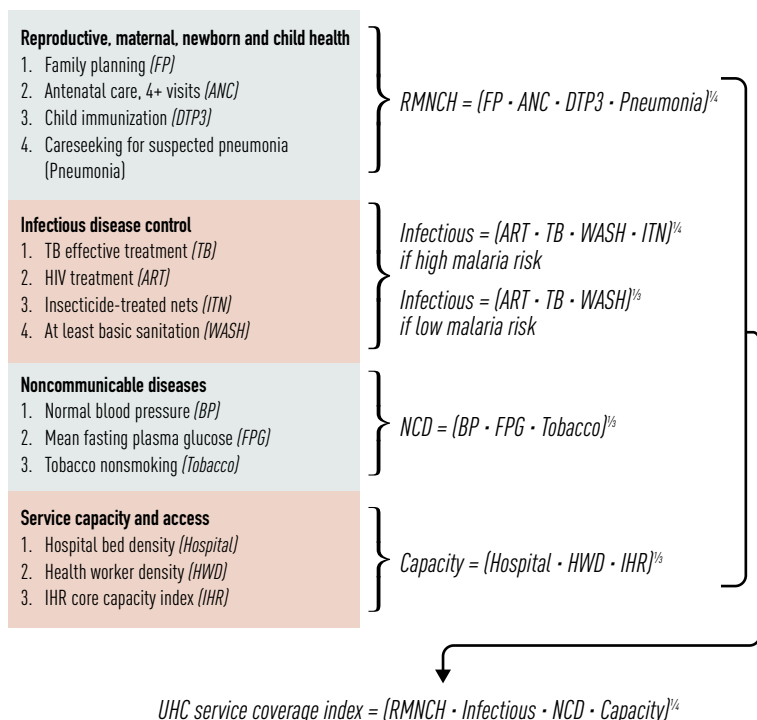 Reproductive, maternal, newborn and child health
1. Family planning (FP)
2. Antenatal care, 4+ visits (ANC)
3. Child immunization (DTP3)
4. Careseeking for suspected pneumonia
(Pneumonia)
RMNCH = (FP • ANC • DTP3 • Pneumonia)¼
Infectious disease control
1. TB effective treatment (TB)
2. HIV treatment (ART)
3. Insecticide-treated nets (ITN)
4. At least basic sanitation (WASH)
Infectious = (ART • TB • WASH • ITN)¼
if high malaria risk
Infectious = (ART • TB • WASH)⅓
if low malaria risk
Noncommunicable diseases
1. Normal blood pressure (BP)
2. Mean fasting plasma glucose (FPG)
3. Tobacco nonsmoking (Tobacco)
NCD = (BP • FPG • Tobacco)⅓
Service capacity and access
1. Hospital bed density (Hospital)
2. Health worker density (HWD)
3. IHR core capacity index (IHR)
Capacity = (Hospital • HWD • IHR)⅓
UHC service coverage index = (RMNCH • Infectious • NCD • Capacity)¼